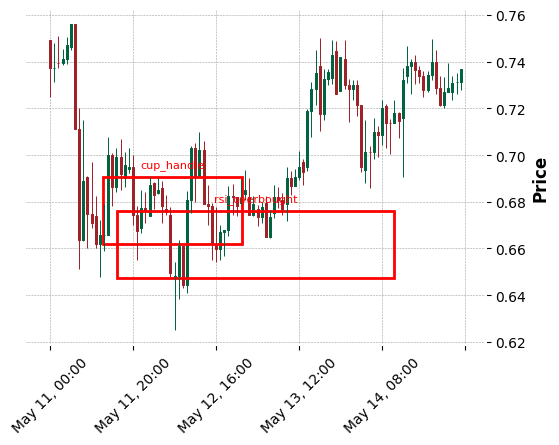 0.76
0.74
0.72
0.70
0.68
0.66
0.64
0.62
Price
cup_handle
rsi_overbought
May 11, 00:00
May 11, 20:00
May 12, 16:00
May 13, 12:00
May 14, 08:00